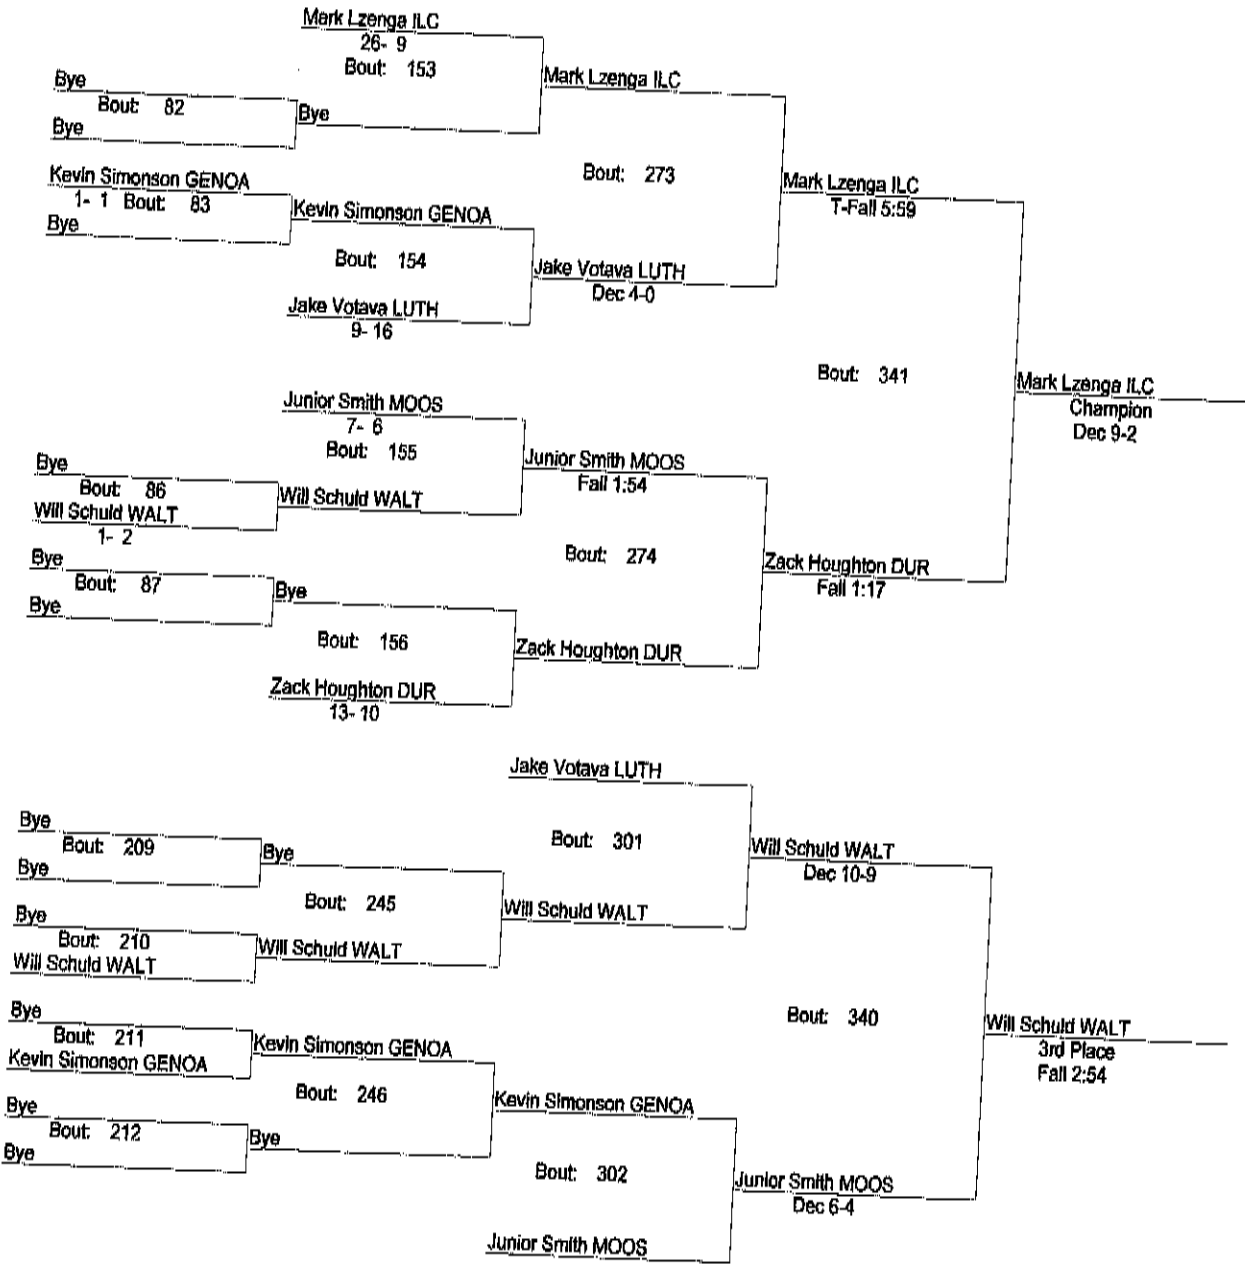 Mark Lzenga ILC
26- 9
Bout: 153
Mark Lzenga ILC
Bye
Bout: 82
Bye
Bye
Bout: 273
Mark Lzenga ILC
T-Fall 5:59
Kevin Simonson GENOA
1- 1 Bout: 83
Kevin Simonson GENOA
Bye
Bout: 154
Jake Votava LUTH
Dec 4-0
Jake Votava LUTH
9- 16
Bout: 341
Mark Lzenga ILC
Champion
Dec 9-2
Junior Smith MOOS
7- 6
Bout: 155
Junior Smith MOOS
Fall 1:54
Bye
Bout: 86
Will Schuld WALT
Will Schuld WALT
1- 2
Bout: 274
Zack Houghton DUR
Fall 1:17
Bye
Bout: 87
Bye
Bye
Bout: 156
Zack Houghton DUR
Zack Houghton DUR
13- 10
Jake Votava LUTH
Bye
Bout: 209
Bye
Bye
Bout: 301
Will Schuld WALT
Dec 10-9
Bout: 245
Will Schuld WALT
Bye
Bout: 210
Will Schuld WALT
Will Schuld WALT
Bye
Bout: 211
Kevin Simonson GENOA
Kevin Simonson GENOA
Bout: 340
Will Schuld WALT
3rd Place
Fall 2:54
Bout: 246
Kevin Simonson GENOA
Bye
Bout: 212
Bye
Bye
Bout: 302
Junior Smith MOOS
Dec 6-4
Junior Smith MOOS